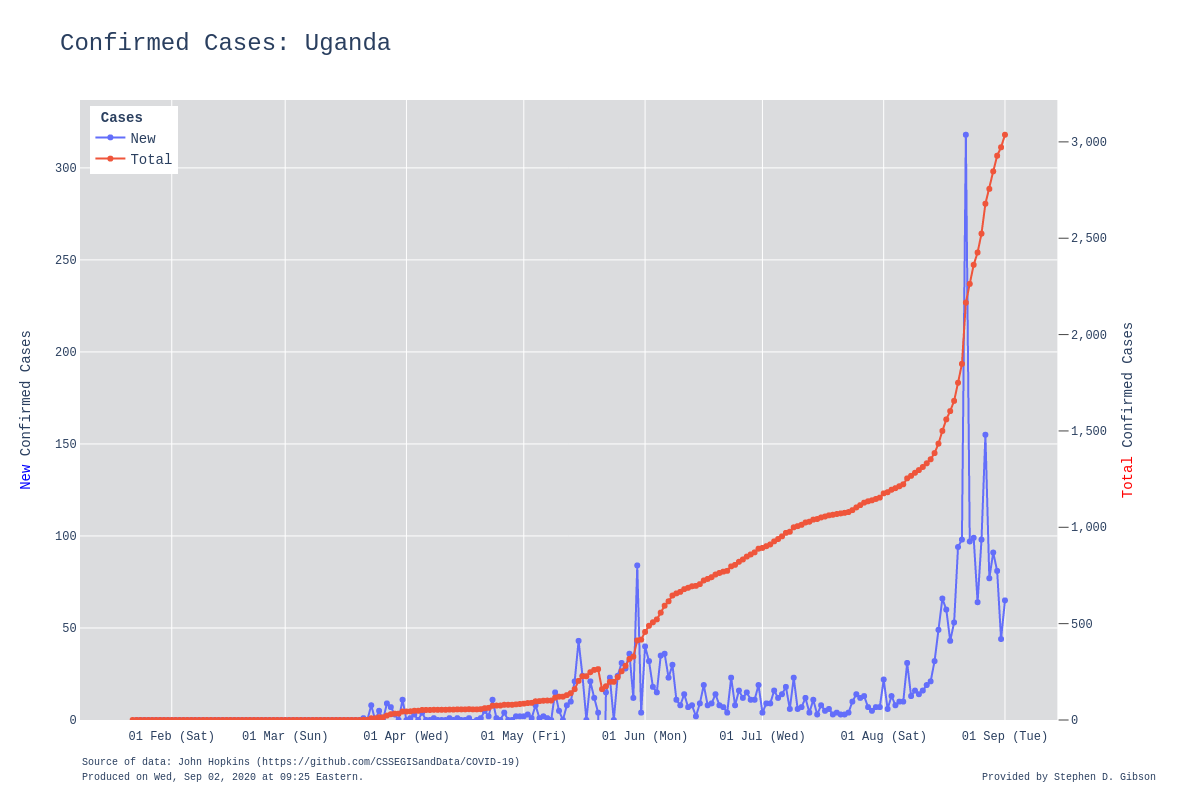 Confirmed Cases: Uganda
Cases
New
Total
300
250
200
150
100
50
0
3,000
2,500
2,000
1,500
1,000
500
0
New Confirmed Cases
Total Confirmed Cases
01 Feb (Sat)
01 Mar (Sun)
01 Apr (Wed)
01 May (Fri)
01 Jun (Mon)
01 Jul (Wed)
01 Aug (Sat)
01 Sep (Tue)
Source of data: John Hopkins (https://github.com/CSSEGISandData/COVID-19)
Produced on Wed, Sep 02, 2020 at 09:25 Eastern.
Provided by Stephen D. Gibson